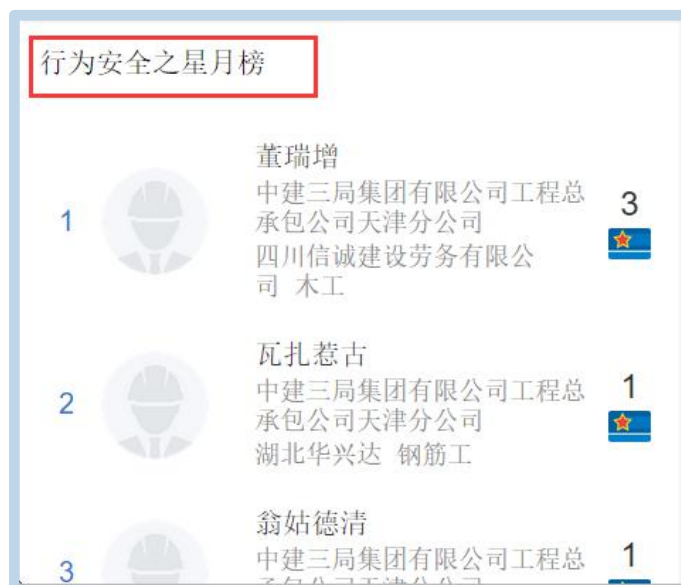 行为安全之星月榜
董瑞增
中建三局集团有限公司工程总
3
1
承包公司天津分公司
四川信诚建设劳务有限公
司 木工
瓦扎惹古
中建三局集团有限公司工程总
1
2
承包公司天津分公司
湖北华兴达 钢筋工
翁姑德清
中建三局集团有限公司工程总
1
3